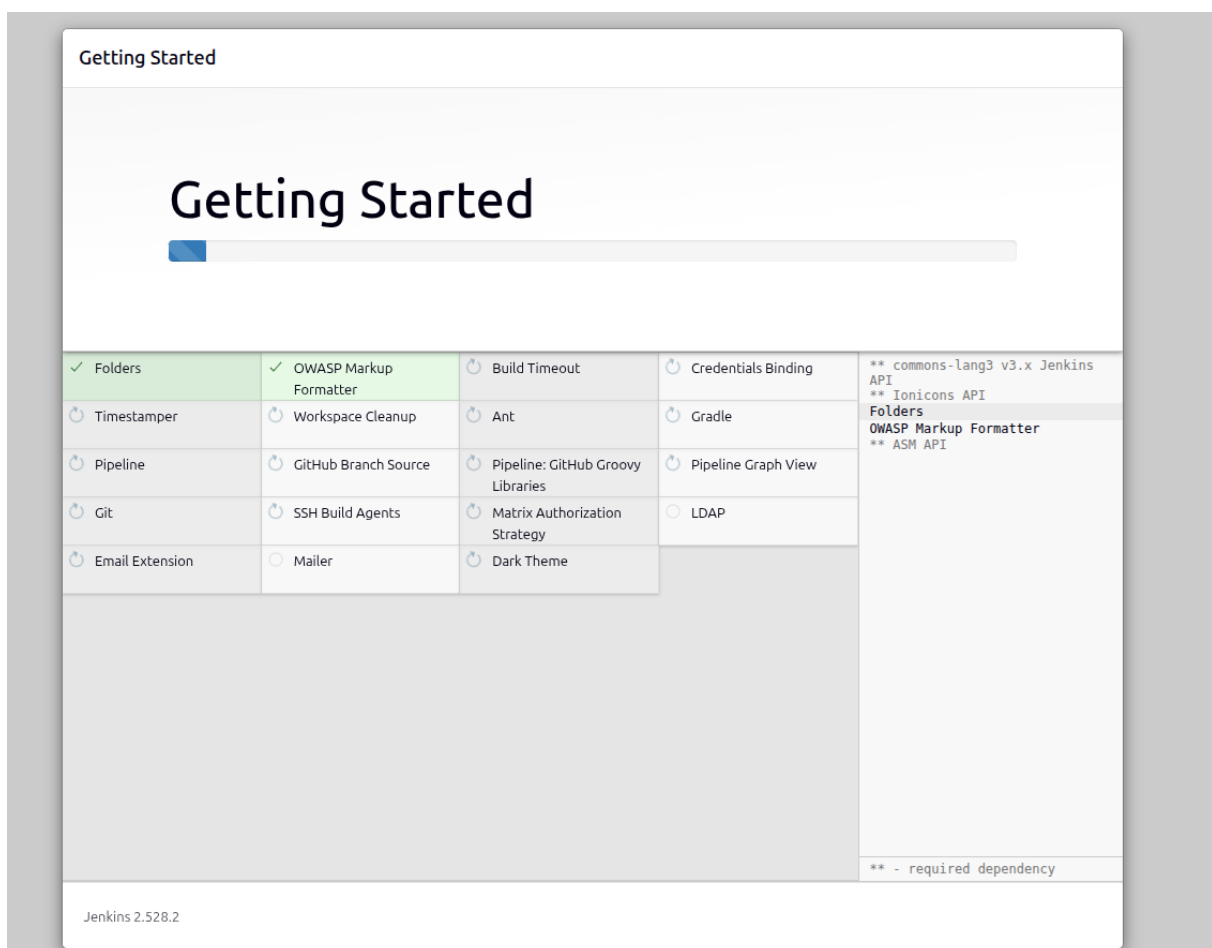 Getting Started
Getting Started
Folders
OWASP Markup
Formatter
Build Timeout
Credentials Binding
Timestamper
Workspace Cleanup
Ant
Gradle
Pipeline
GitHub Branch Source
Pipeline: GitHub Groovy
Libraries
Pipeline Graph View
Git
SSH Build Agents
Matrix Authorization
Strategy
LDAP
Email Extension
Mailer
Dark Theme
** commons-lang3 v3.x Jenkins
API
** Ionicons API
Folders
OWASP Markup Formatter
** ASM API
** - required dependency
Jenkins 2.528.2